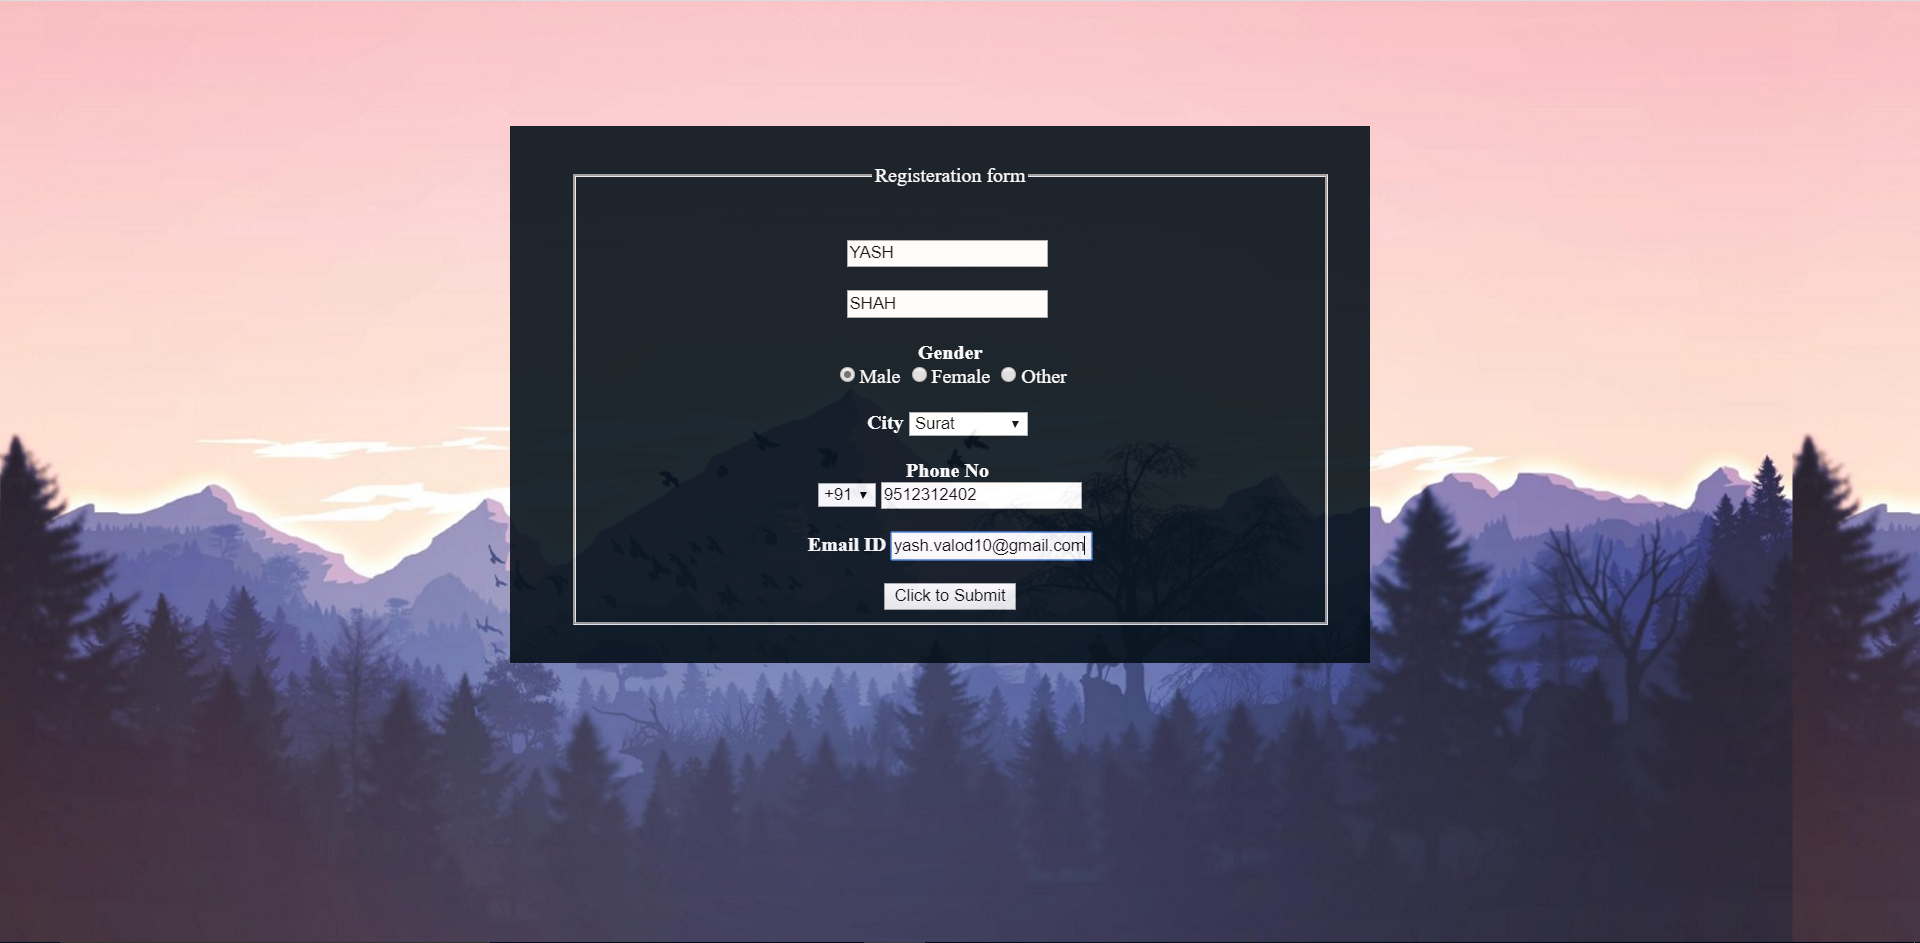 Registeration form
YASH
SHAH
Gender
Male Female Other
City Surat
Phone No
+91 9512312402
Email ID yash.valod10@gmail.com
Click to Submit